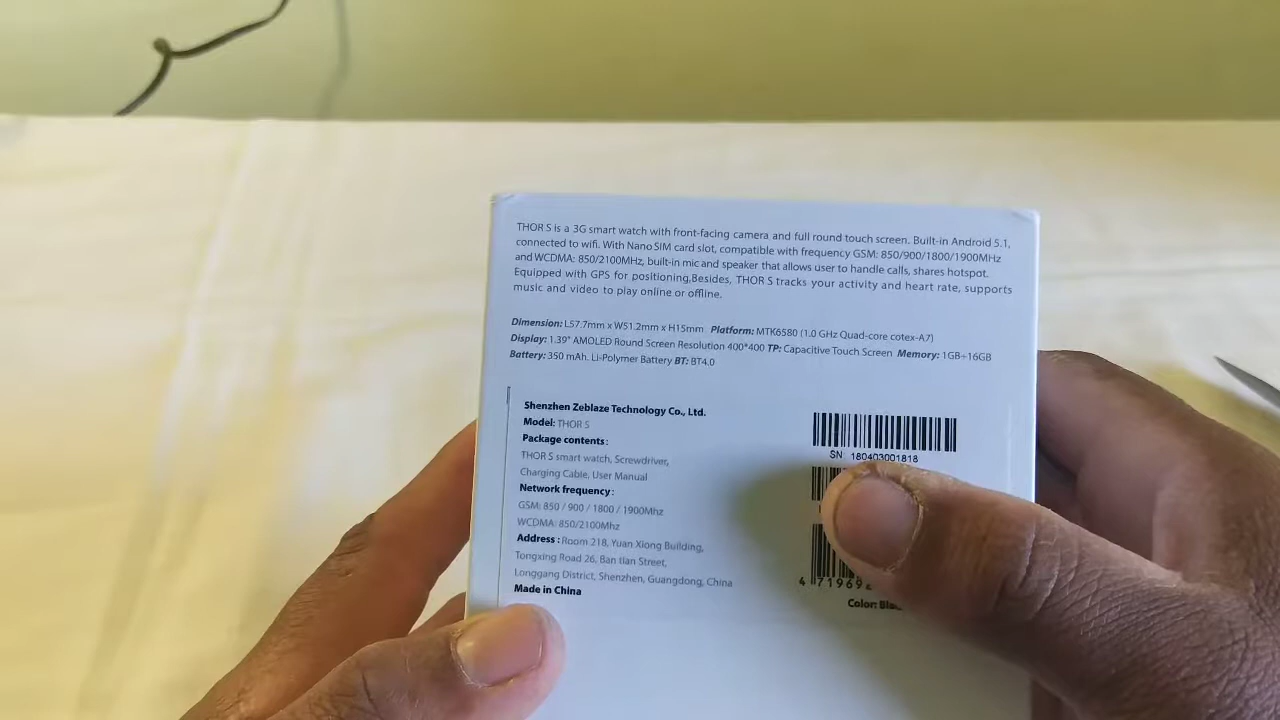 THOR S is a 3G smart watch with front-facing camera and full round touch screen. Built-in Android 5.1,
connected to wifi. With Nano SIM card slot, compatible with frequency GSM: 850/900/1800/1900MHz
and WCDMA: 850/2100MHz, built-in mic and speaker that allows user to handle calls, shares hotspot.
Equipped with GPS for positioning,Besides, THOR S tracks your activity and heart rate, supports
music and video to play online or offline.
Dimension: L57.7mm x W51.2mm x H15mm Platform: MTK6580 (1.0 GHz Quad-core cotex-A7)
Display: 1.39" AMOLED Round Screen Resolution 400*400 TP: Capacitive Touch Screen Memory: 1GB+16GB
Battery: 350 mAh. Li-Polymer Battery BT: BT4.0
Shenzhen Zeblaze Technology Co., Ltd.
Model: THOR S
Package contents:
THOR S smart watch, Screwdriver,
Charging Cable, User Manual
Network frequency:
GSM: 850 / 900 / 1800 / 1900Mhz
WCDMA: 850/2100Mhz
Address : Room 218, Yuan Xiong Building,
Tongxing Road 26, Ban tian Street,
Longgang District, Shenzhen, Guangdong, China
Made in China
SN 180403001818
4 71969
Color: